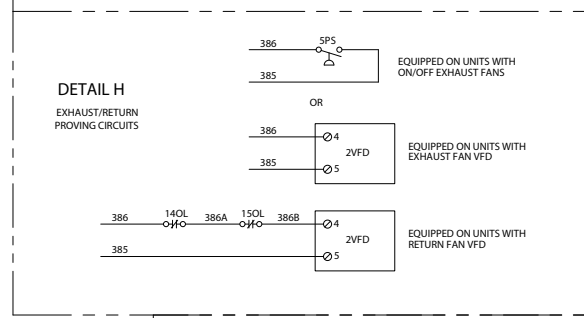 386
5PS
385
EQUIPPED ON UNITS WITH
ON/OFF EXHAUST FANS
DETAIL H
EXHAUST/RETURN
PROVING CIRCUITS
OR
386
4
2VFD
385
5
EQUIPPED ON UNITS WITH
EXHAUST FAN VFD
386
14OL
386A
15OL
386B
4
2VFD
385
5
EQUIPPED ON UNITS WITH
RETURN FAN VFD